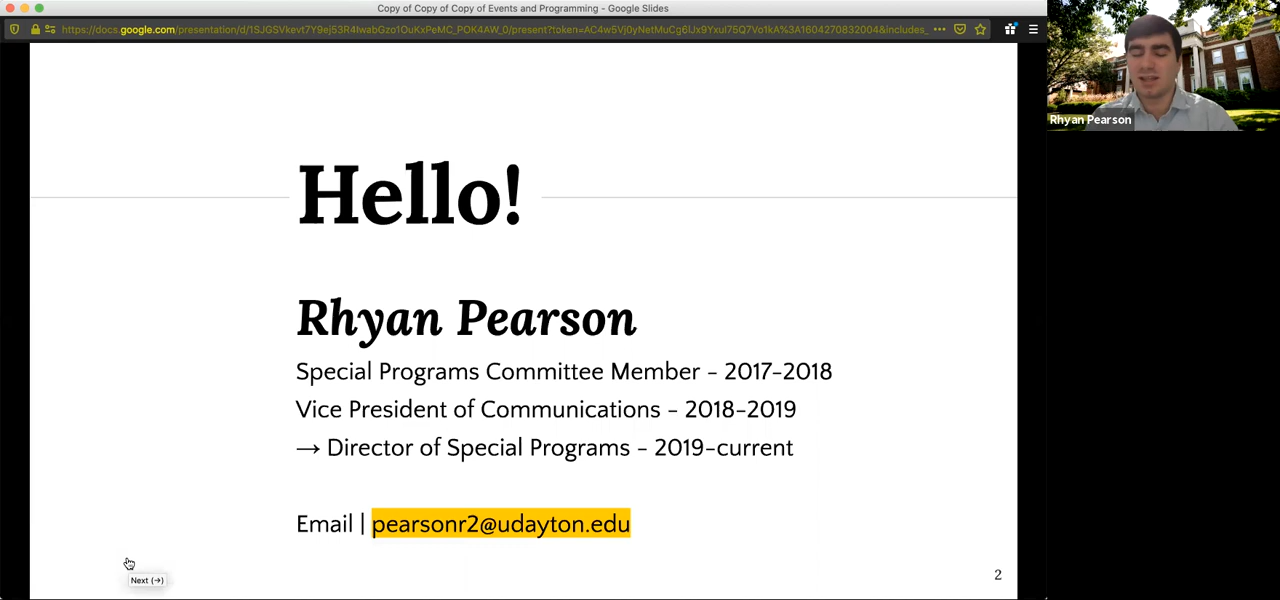 Copy of Copy of Copy of Events and Programming - Google Slides
Rhyan Pearson
Hello!
Rhyan Pearson
Special Programs Committee Member - 2017-2018
Vice President of Communications - 2018-2019
→ Director of Special Programs - 2019-current
Email | pearsonr2@udayton.edu
Next (→)
2